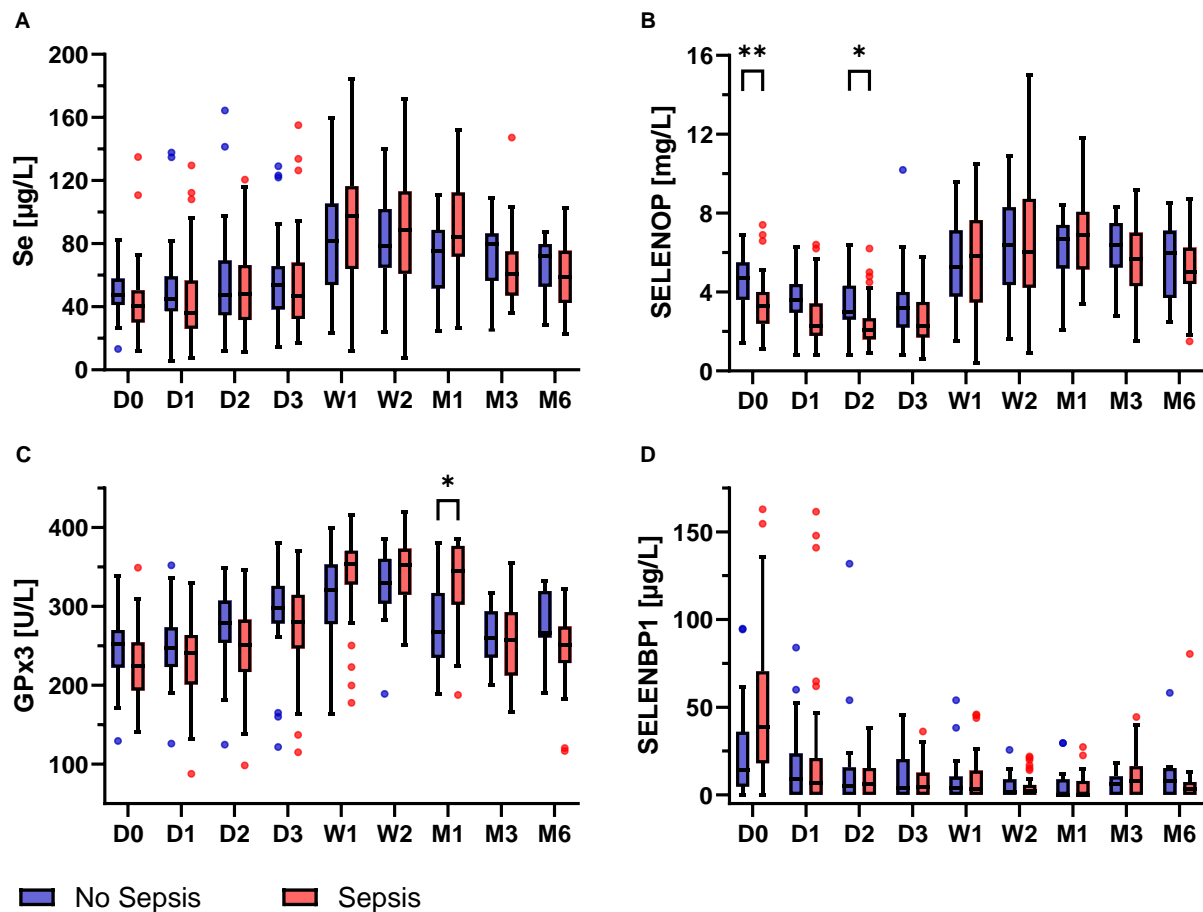 A
Se [µg/L]
200
160
120
80
40
0
D0 D1 D2 D3 W1 W2 M1 M3 M6
B
SELENOP [mg/L]
16
12
8
4
0
** *
D0 D1 D2 D3 W1 W2 M1 M3 M6
C
GPx3 [U/L]
400
300
200
100
*
D0 D1 D2 D3 W1 W2 M1 M3 M6
D
SELENBP1 [µg/L]
150
100
50
0
D0 D1 D2 D3 W1 W2 M1 M3 M6
No Sepsis Sepsis